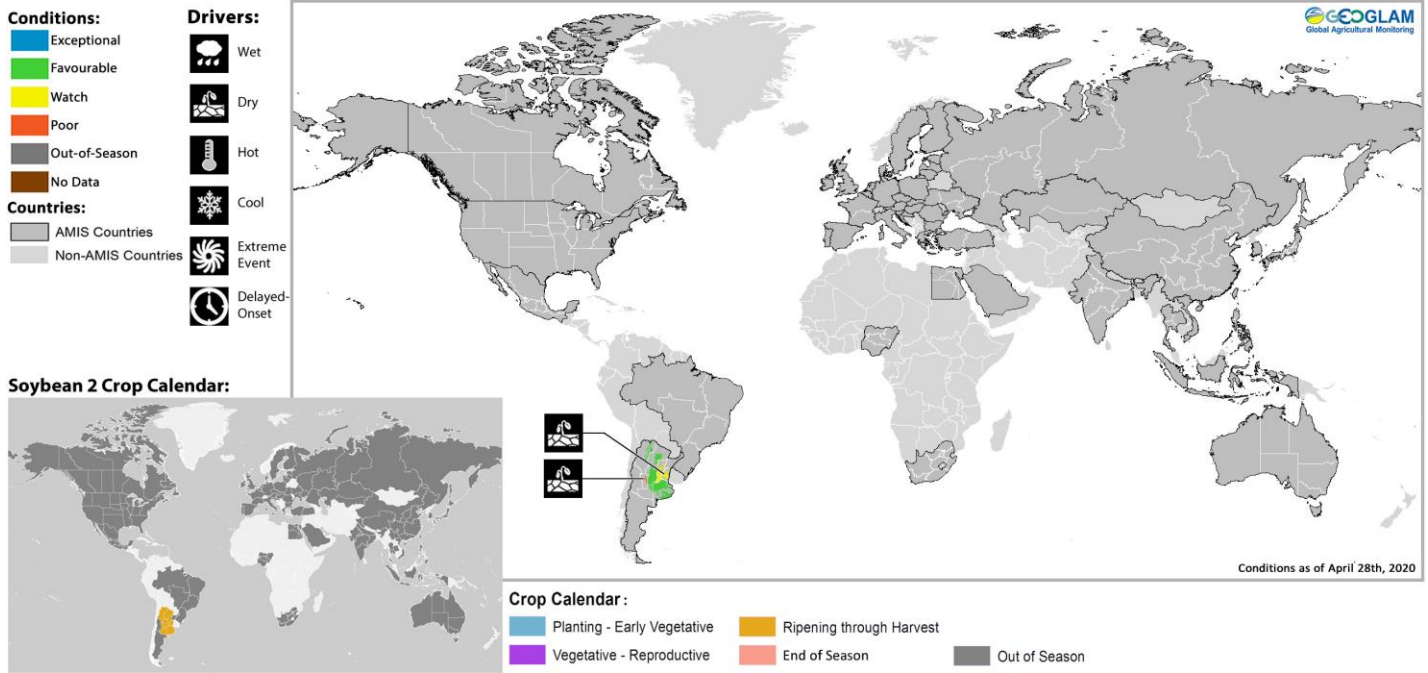 Conditions:
Exceptional
Favourable
Watch
Poor
Out-of-Season
No Data
Countries:
AMIS Countries
Non-AMIS Countries
Drivers:
Wet
Dry
Hot
Cool
Extreme
Event
Delayed-
Onset
GEOGLAM
Global Agricultural Monitoring
Conditions as of April 28th, 2020
Soybean 2 Crop Calendar:
Crop Calendar :
Planting - Early Vegetative
Vegetative - Reproductive
Ripening through Harvest
End of Season
Out of Season